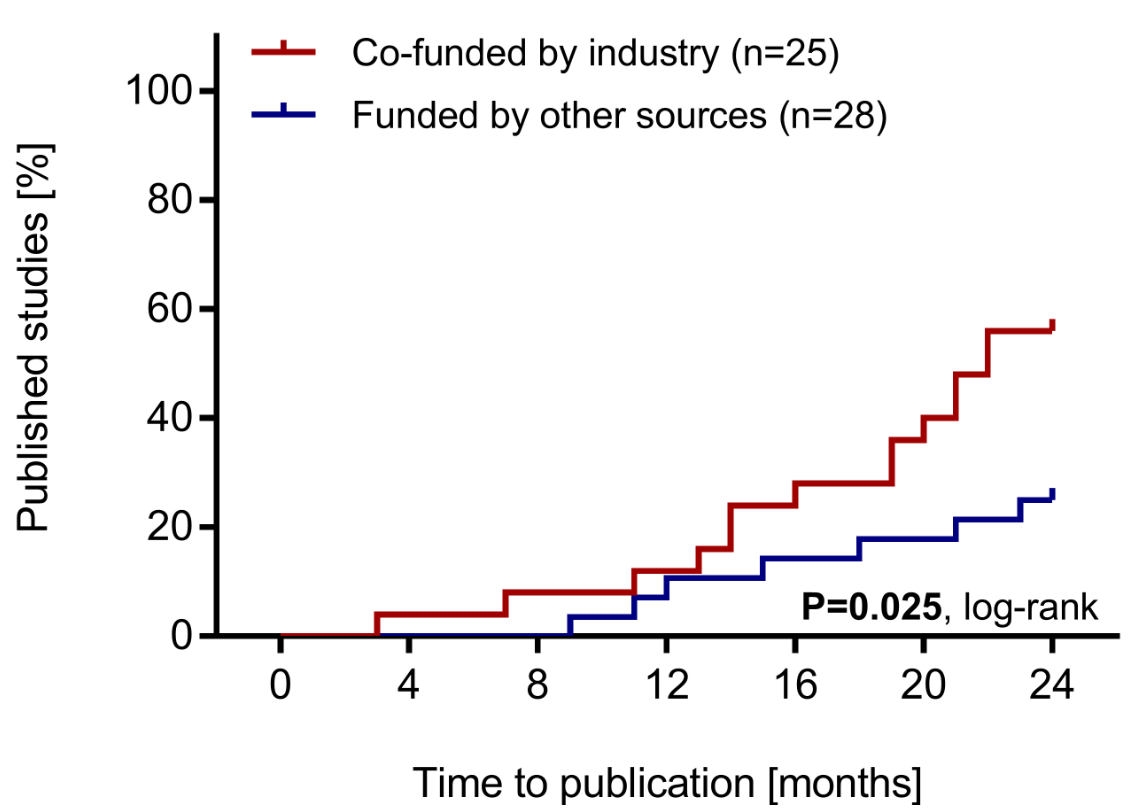 Co-funded by industry (n=25)
Funded by other sources (n=28)
Published studies [%]
100
80
60
40
20
0
P=0.025, log-rank
0 4 8 12 16 20 24
Time to publication [months]